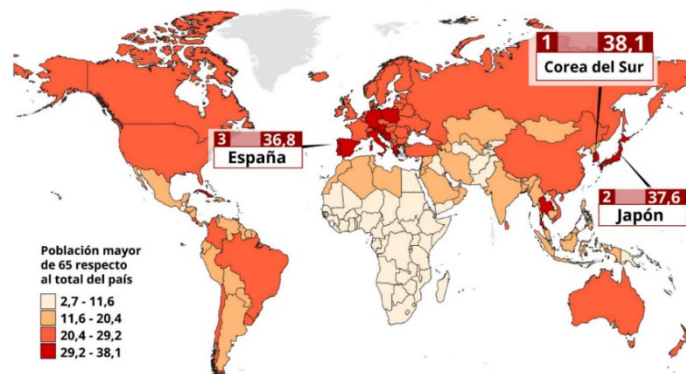 1 38,1
Corea del Sur
3 36,8
España
2 37,6
Japón
Población mayor
de 65 respecto
al total del país
2,7 - 11,6
11,6 - 20,4
20,4 - 29,2
29,2 - 38,1